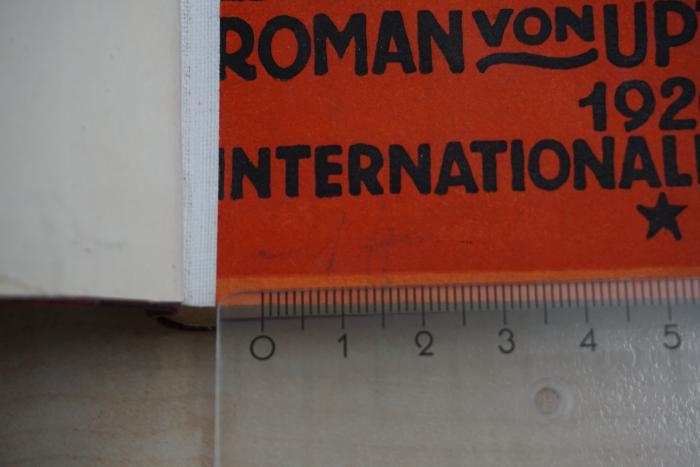 ROMAN VON UP
192
INTERNATIONAL
0 1 2 3 4 5